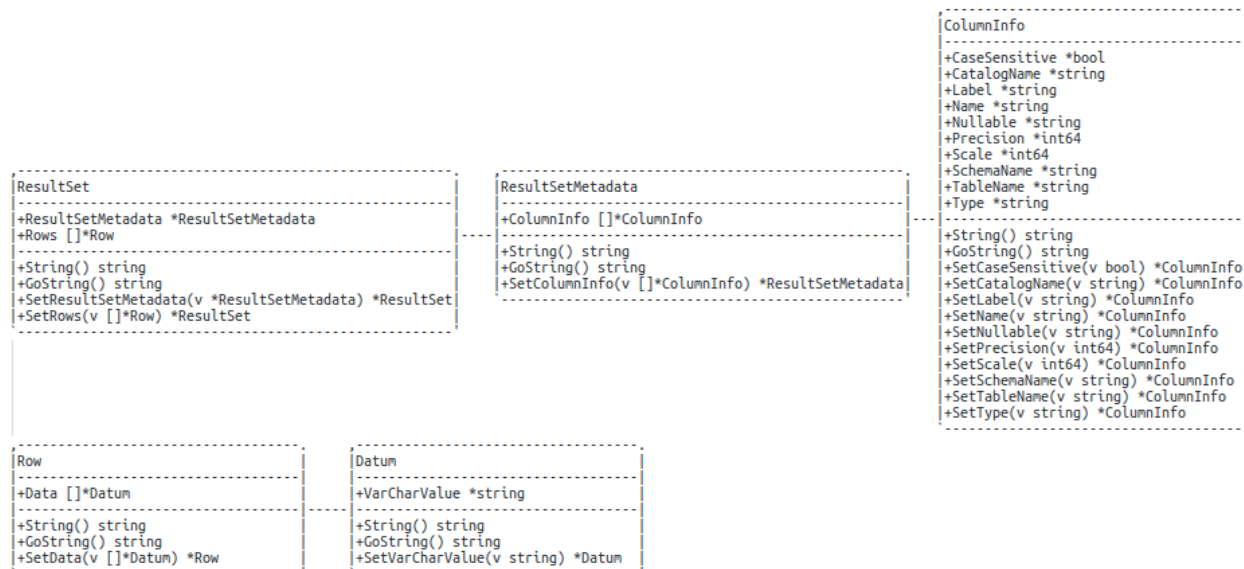 ColumnInfo
+CaseSensitive *bool
+CatalogName *string
+Label *string
+Name *string
+Nullable *string
+Precision *int64
+Scale *int64
+SchemaName *string
+TableName *string
+Type *string
+String() string
+GoString() string
+SetCaseSensitive(v bool) *ColumnInfo
+SetCatalogName(v string) *ColumnInfo
+SetLabel(v string) *ColumnInfo
+SetName(v string) *ColumnInfo
+SetNullable(v string) *ColumnInfo
+SetPrecision(v int64) *ColumnInfo
+SetScale(v int64) *ColumnInfo
+SetSchemaName(v string) *ColumnInfo
+SetTableName(v string) *ColumnInfo
+SetType(v string) *ColumnInfo
ResultSet
+ResultSetMetadata *ResultSetMetadata
+Rows []*Row
+String() string
+GoString() string
+SetResultSetMetadata(v *ResultSetMetadata) *ResultSet
+SetRows(v []*Row) *ResultSet
ResultSetMetadata
+ColumnInfo []*ColumnInfo
+String() string
+GoString() string
+SetColumnInfo(v []*ColumnInfo) *ResultSetMetadata
Row
+Data []*Datum
+String() string
+GoString() string
+SetData(v []*Datum) *Row
Datum
+VarCharValue *string
+String() string
+GoString() string
+SetVarCharValue(v string) *Datum